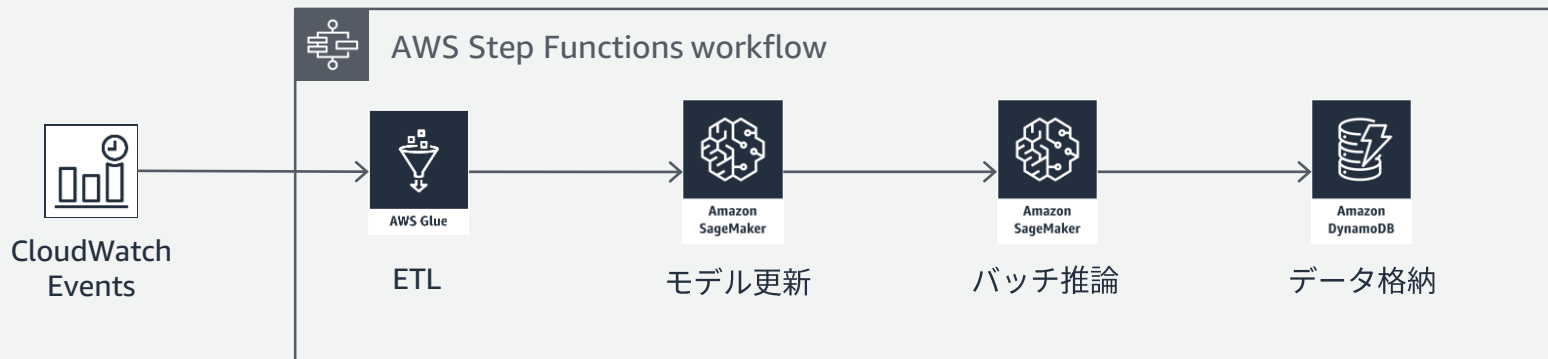 AWS Step Functions workflow
CloudWatch
Events
AWS Glue
ETL
Amazon
SageMaker
モデル更新
Amazon
SageMaker
バッチ推論
Amazon
DynamoDB
データ格納